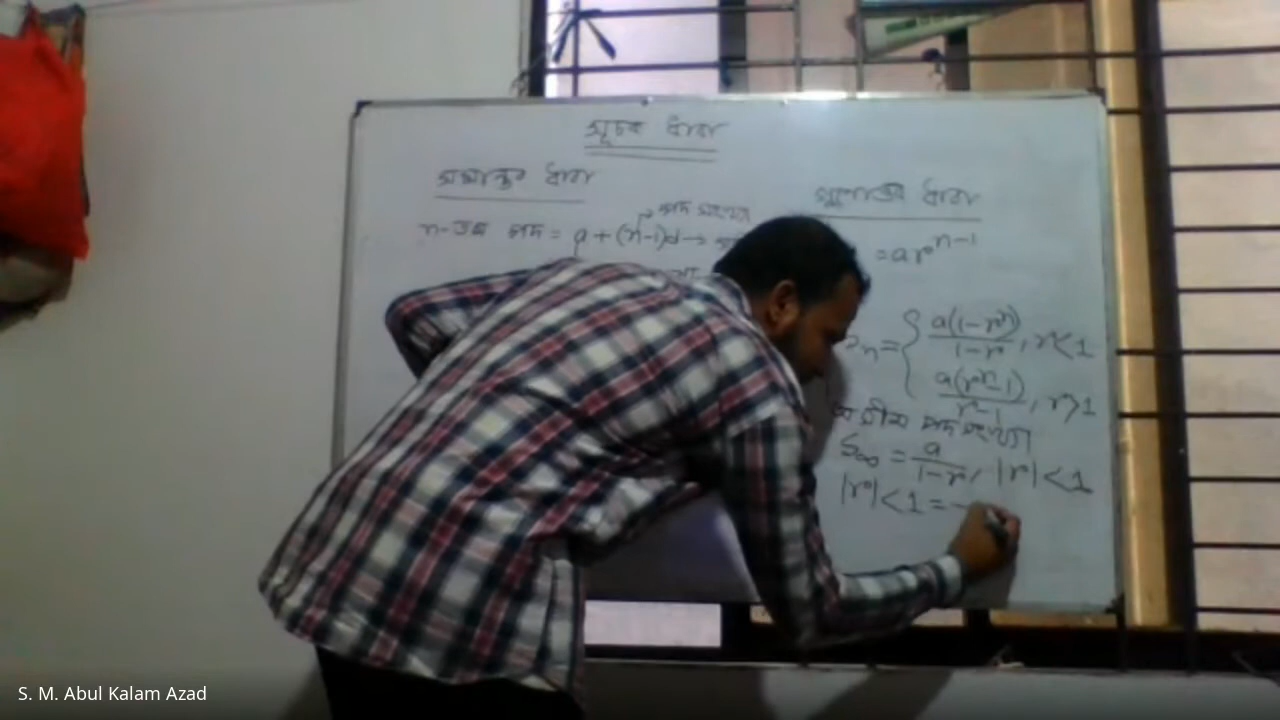 সূচক ধারা
সমান্তর ধারা
গুণোত্তর ধারা
পদ সংখ্যা
n-তম পদ = a + (n-1)d →
= ar^{n-1}
S_n = { a(1-r^n)/(1-r), r<1
a(r^n-1)/(r-1), r>1
অসীম পদ সংখ্যা
S_∞ = a/(1-r), |r|<1
|r|<1 = -
S. M. Abul Kalam Azad